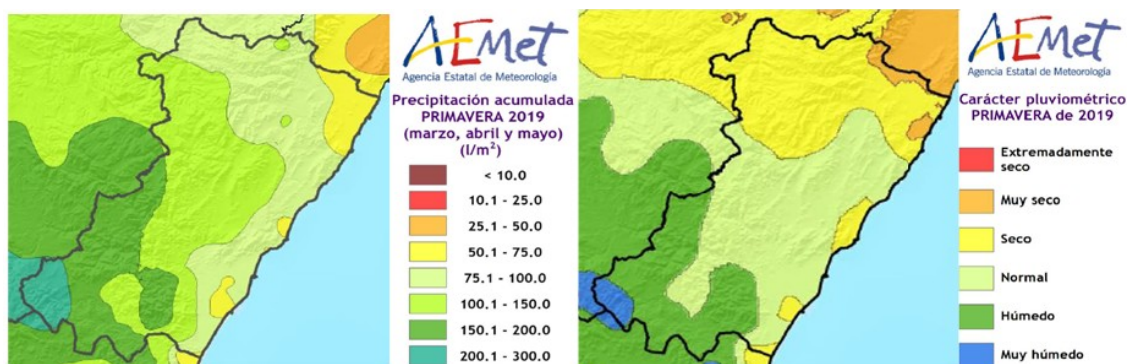 AEMet
Agencia Estatal de Meteorología
Precipitación acumulada
PRIMAVERA 2019
(marzo, abril y mayo)
(l/m²)
< 10.0
10.1 - 25.0
25.1 - 50.0
50.1 - 75.0
75.1 - 100.0
100.1 - 150.0
150.1 - 200.0
200.1 - 300.0
AEMet
Agencia Estatal de Meteorología
Carácter pluviométrico
PRIMAVERA de 2019
Extremadamente
seco
Muy seco
Seco
Normal
Húmedo
Muy húmedo